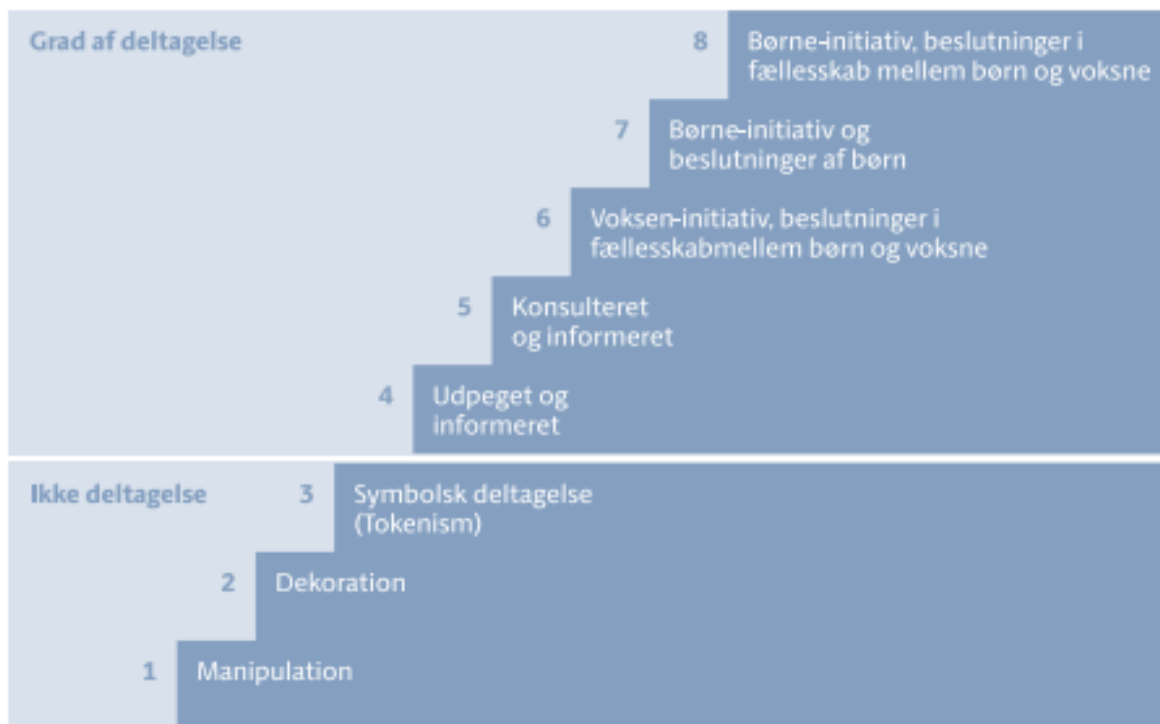 Grad af deltagelse
8
Børne-initiativ, beslutninger i
fællesskab mellem børn og voksne
7
Børne-initiativ og
beslutninger af børn
6
Voksen-initiativ, beslutninger i
fællesskabmellem børn og voksne
5
Konsulteret
og informeret
4
Udpeget og
informeret
Ikke deltagelse
3
Symbolsk deltagelse
(Tokenism)
2
Dekoration
1
Manipulation